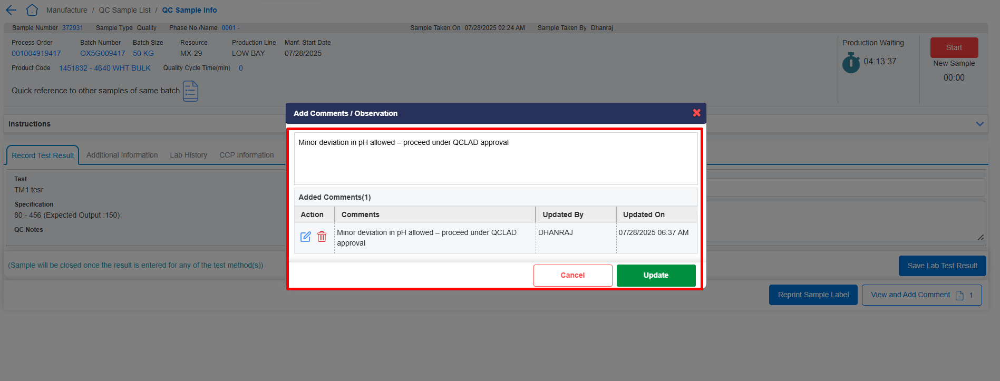 Manufacture / QC Sample List / QC Sample Info
Sample Number 372931 Sample Type Quality Phase No./Name 0001 - Sample Taken On 07/28/2025 02:24 AM Sample Taken By Dhanraj
Process Order Batch Number Batch Size Resource Production Line Manf. Start Date
001004919417 OX5G009417 50 KG MX-29 LOW BAY 07/28/2025
Product Code 1451832 - 4640 WHT BULK Quality Cycle Time(min) 0
Quick reference to other samples of same batch
Production Waiting
04:13:37
Start
New Sample
00:00
Instructions
Record Test Result Additional Information Lab History CCP Information
Test
TM1 tesr
Specification
80 - 456 (Expected Output :150)
QC Notes
Add Comments / Observation
Minor deviation in pH allowed – proceed under QCLAD approval
Added Comments(1)
Action Comments Updated By Updated On
Minor deviation in pH allowed – proceed under QCLAD DHANRAJ 07/28/2025 06:37 AM
approval
Cancel Update
(Sample will be closed once the result is entered for any of the test method(s))
Save Lab Test Result
Reprint Sample Label View and Add Comment 1